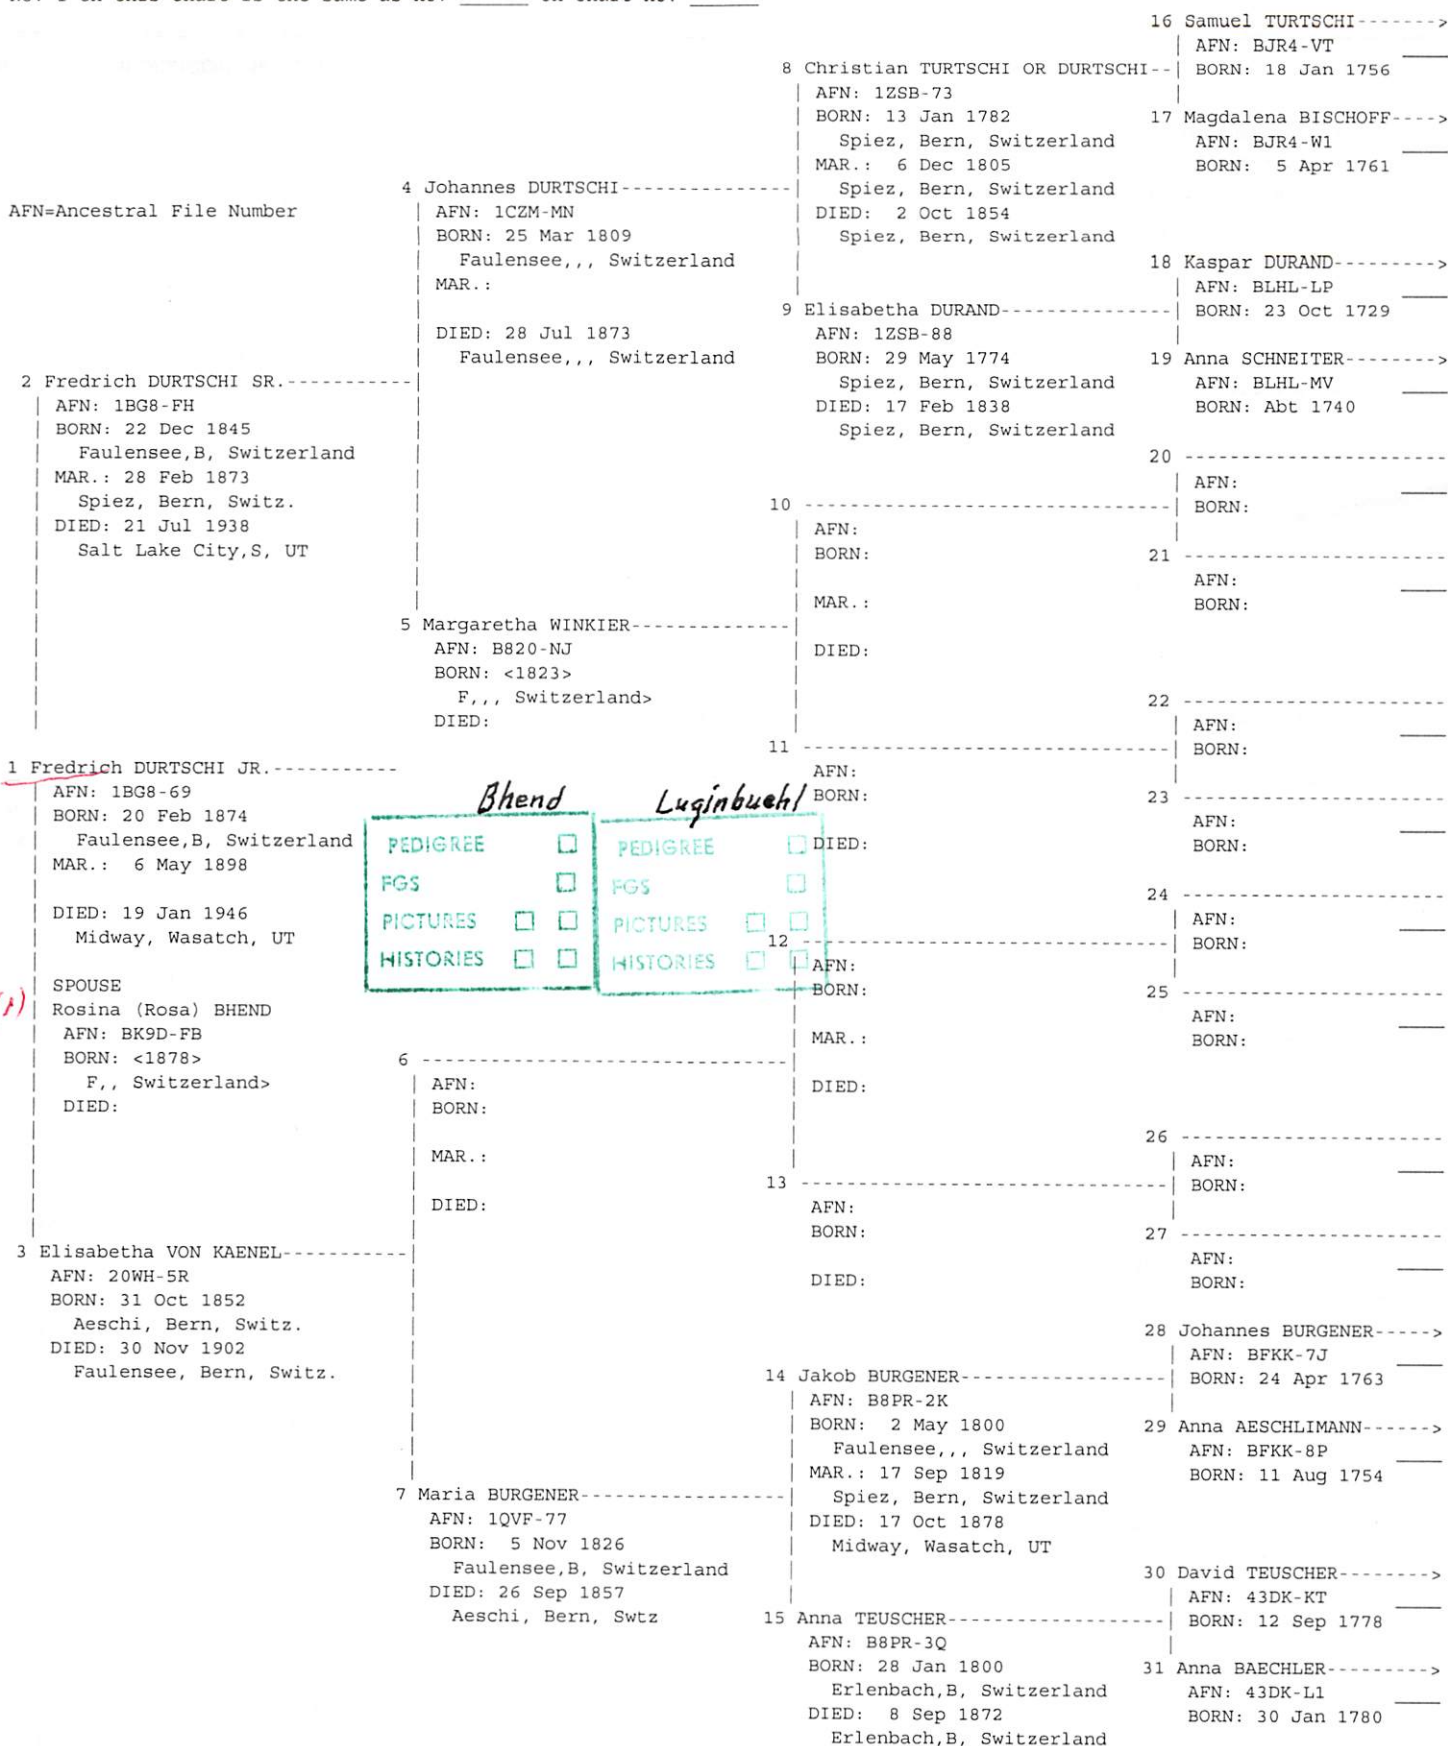 16 Samuel TURTSCHI------->
AFN: BJR4-VT
BORN: 18 Jan 1756
8 Christian TURTSCHI OR DURTSCHI--
AFN: 1ZSB-73
BORN: 13 Jan 1782
Spiez, Bern, Switzerland
MAR.: 6 Dec 1805
Spiez, Bern, Switzerland
DIED: 2 Oct 1854
Spiez, Bern, Switzerland
17 Magdalena BISCHOFF---->
AFN: BJR4-W1
BORN: 5 Apr 1761
AFN=Ancestral File Number
4 Johannes DURTSCHI---------------
AFN: 1CZM-MN
BORN: 25 Mar 1809
Faulensee,,, Switzerland
MAR.:
DIED: 28 Jul 1873
Faulensee,,, Switzerland
18 Kaspar DURAND--------->
AFN: BLHL-LP
BORN: 23 Oct 1729
9 Elisabetha DURAND---------------
AFN: 1ZSB-88
BORN: 29 May 1774
Spiez, Bern, Switzerland
DIED: 17 Feb 1838
Spiez, Bern, Switzerland
19 Anna SCHNEITER-------->
AFN: BLHL-MV
BORN: Abt 1740
2 Fredrich DURTSCHI SR.-----------
AFN: 1BG8-FH
BORN: 22 Dec 1845
Faulensee,B, Switzerland
MAR.: 28 Feb 1873
Spiez, Bern, Switz.
DIED: 21 Jul 1938
Salt Lake City,S, UT
20 -----------------------
AFN:
BORN:
10 --------------------------------
AFN:
BORN:
MAR.:
DIED:
21 -----------------------
AFN:
BORN:
5 Margaretha WINKIER--------------
AFN: B820-NJ
BORN: <1823>
F,,, Switzerland>
DIED:
22 -----------------------
AFN:
BORN:
11 --------------------------------
AFN:
BORN:
DIED:
23 -----------------------
AFN:
BORN:
1 Fredrich DURTSCHI JR.-----------
AFN: 1BG8-69
BORN: 20 Feb 1874
Faulensee,B, Switzerland
MAR.: 6 May 1898
DIED: 19 Jan 1946
Midway, Wasatch, UT
SPOUSE
Rosina (Rosa) BHEND
AFN: BK9D-FB
BORN: <1878>
F,, Switzerland>
DIED:
Bhend
PEDIGREE
FGS
PICTURES
HISTORIES
Luginbuehl
PEDIGREE
FGS
PICTURES
HISTORIES
24 -----------------------
AFN:
BORN:
12 --------------------------------
AFN:
BORN:
MAR.:
DIED:
25 -----------------------
AFN:
BORN:
6 --------------------------------
AFN:
BORN:
MAR.:
DIED:
26 -----------------------
AFN:
BORN:
13 --------------------------------
AFN:
BORN:
DIED:
27 -----------------------
AFN:
BORN:
3 Elisabetha VON KAENEL-----------
AFN: 20WH-5R
BORN: 31 Oct 1852
Aeschi, Bern, Switz.
DIED: 30 Nov 1902
Faulensee, Bern, Switz.
28 Johannes BURGENER----->
AFN: BFKK-7J
BORN: 24 Apr 1763
14 Jakob BURGENER------------------
AFN: B8PR-2K
BORN: 2 May 1800
Faulensee,,, Switzerland
MAR.: 17 Sep 1819
Spiez, Bern, Switzerland
DIED: 17 Oct 1878
Midway, Wasatch, UT
29 Anna AESCHLIMANN------>
AFN: BFKK-8P
BORN: 11 Aug 1754
7 Maria BURGENER------------------
AFN: 1QVF-77
BORN: 5 Nov 1826
Faulensee,B, Switzerland
DIED: 26 Sep 1857
Aeschi, Bern, Swtz
30 David TEUSCHER-------->
AFN: 43DK-KT
BORN: 12 Sep 1778
15 Anna TEUSCHER-------------------
AFN: B8PR-3Q
BORN: 28 Jan 1800
Erlenbach,B, Switzerland
DIED: 8 Sep 1872
Erlenbach,B, Switzerland
31 Anna BAECHLER--------->
AFN: 43DK-L1
BORN: 30 Jan 1780